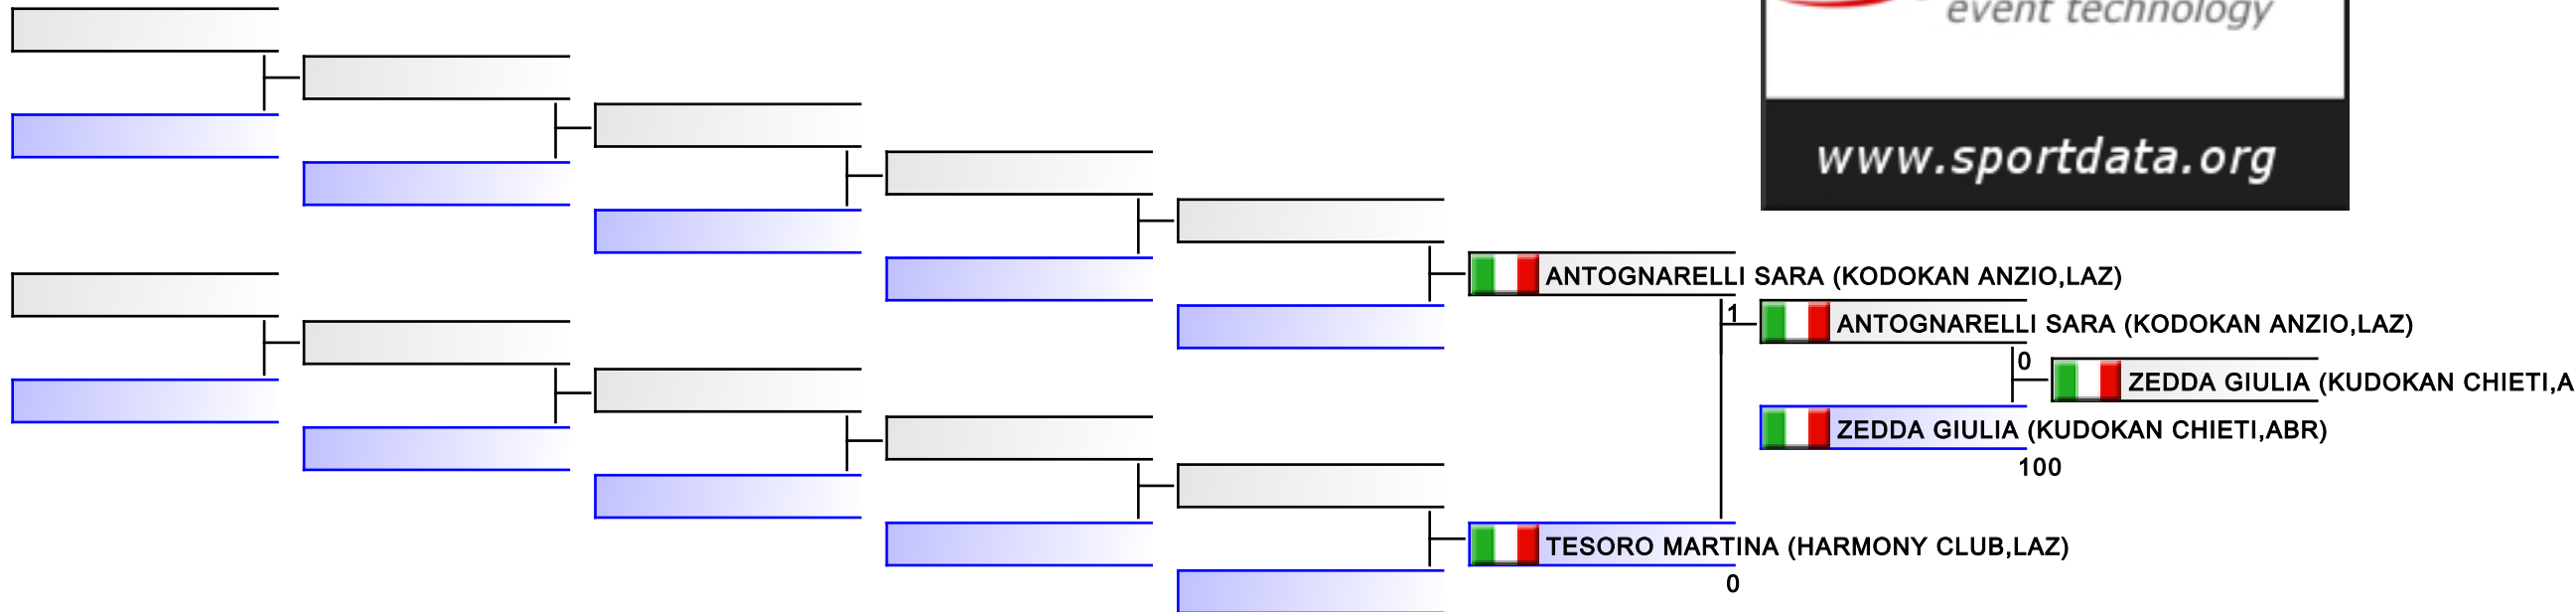 event technology
www.sportdata.org
ANTOGNARELLI SARA (KODOKAN ANZIO,LAZ)
1
ANTOGNARELLI SARA (KODOKAN ANZIO,LAZ)
0
ZEDDA GIULIA (KUDOKAN CHIETI,A
ZEDDA GIULIA (KUDOKAN CHIETI,ABR)
100
TESORO MARTINA (HARMONY CLUB,LAZ)
0